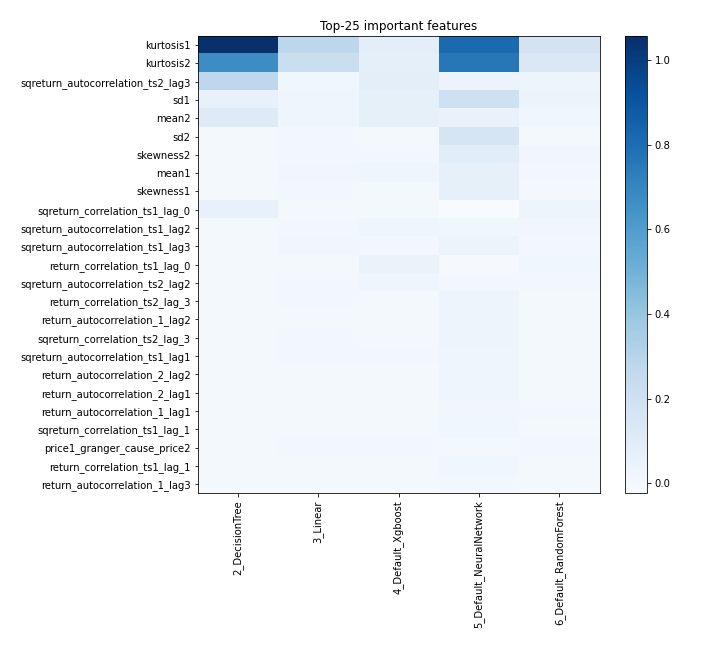 Top-25 important features
kurtosis1
kurtosis2
sqreturn_autocorrelation_ts2_lag3
sd1
mean2
sd2
skewness2
mean1
skewness1
sqreturn_correlation_ts1_lag_0
sqreturn_autocorrelation_ts1_lag2
sqreturn_autocorrelation_ts1_lag3
return_correlation_ts1_lag_0
sqreturn_autocorrelation_ts2_lag2
return_correlation_ts2_lag_3
return_autocorrelation_1_lag2
sqreturn_correlation_ts2_lag_3
sqreturn_autocorrelation_ts1_lag1
return_autocorrelation_2_lag2
return_autocorrelation_2_lag1
return_autocorrelation_1_lag1
sqreturn_correlation_ts1_lag_1
price1_granger_cause_price2
return_correlation_ts1_lag_1
return_autocorrelation_1_lag3
2_DecisionTree
3_Linear
4_Default_Xgboost
5_Default_NeuralNetwork
6_Default_RandomForest
1.0
0.8
0.6
0.4
0.2
0.0